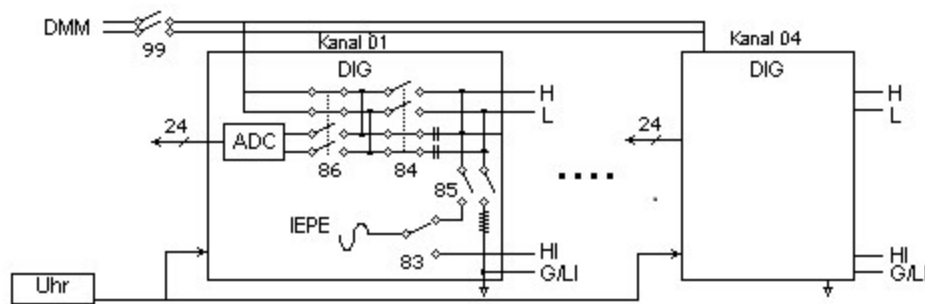 DMM
99
Kanal 01
DIG
H
L
24
ADC
86
84
85
IEPE
83
HI
G/LI
Uhr
Kanal 04
DIG
H
L
24
HI
G/LI